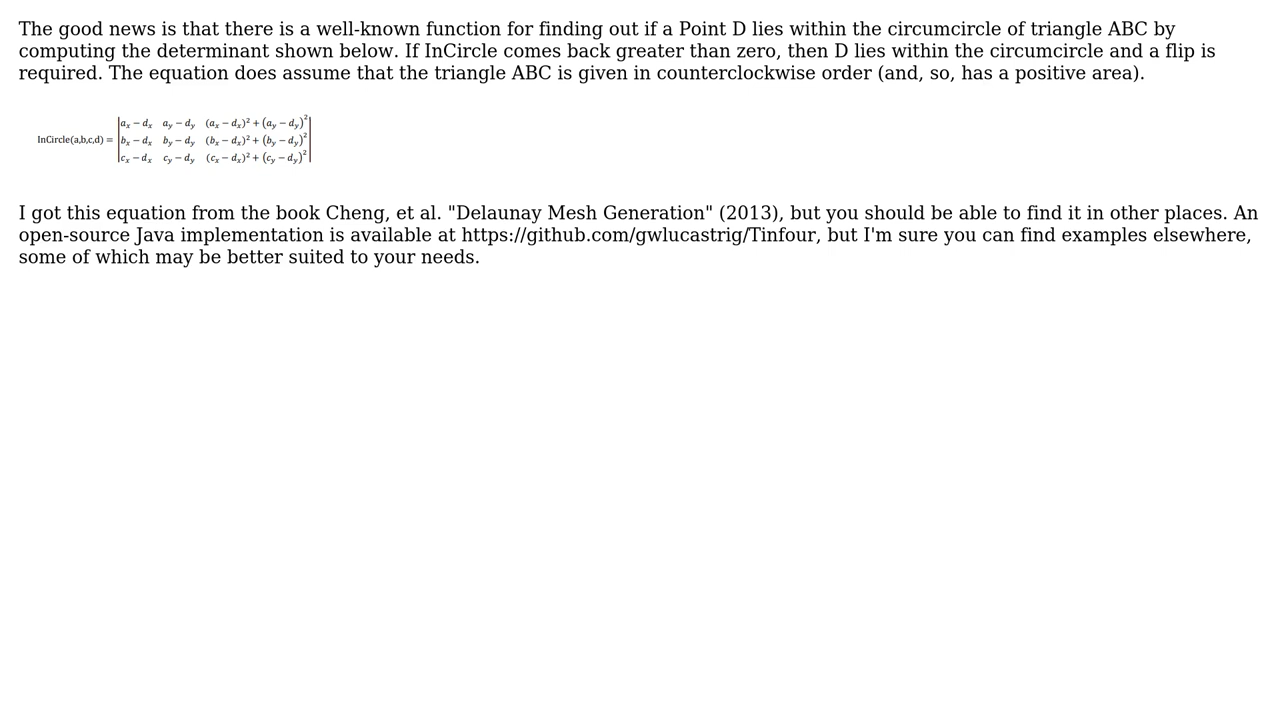 The good news is that there is a well-known function for finding out if a Point D lies within the circumcircle of triangle ABC by
computing the determinant shown below. If InCircle comes back greater than zero, then D lies within the circumcircle and a flip is
required. The equation does assume that the triangle ABC is given in counterclockwise order (and, so, has a positive area).
InCircle(a,b,c,d) = | aₓ − dₓ  a_y − d_y  (aₓ − dₓ)² + (a_y − d_y)² |
| bₓ − dₓ  b_y − d_y  (bₓ − dₓ)² + (b_y − d_y)² |
| cₓ − dₓ  c_y − d_y  (cₓ − dₓ)² + (c_y − d_y)² |
I got this equation from the book Cheng, et al. "Delaunay Mesh Generation" (2013), but you should be able to find it in other places. An
open-source Java implementation is available at https://github.com/gwlucastrig/Tinfour, but I'm sure you can find examples elsewhere,
some of which may be better suited to your needs.